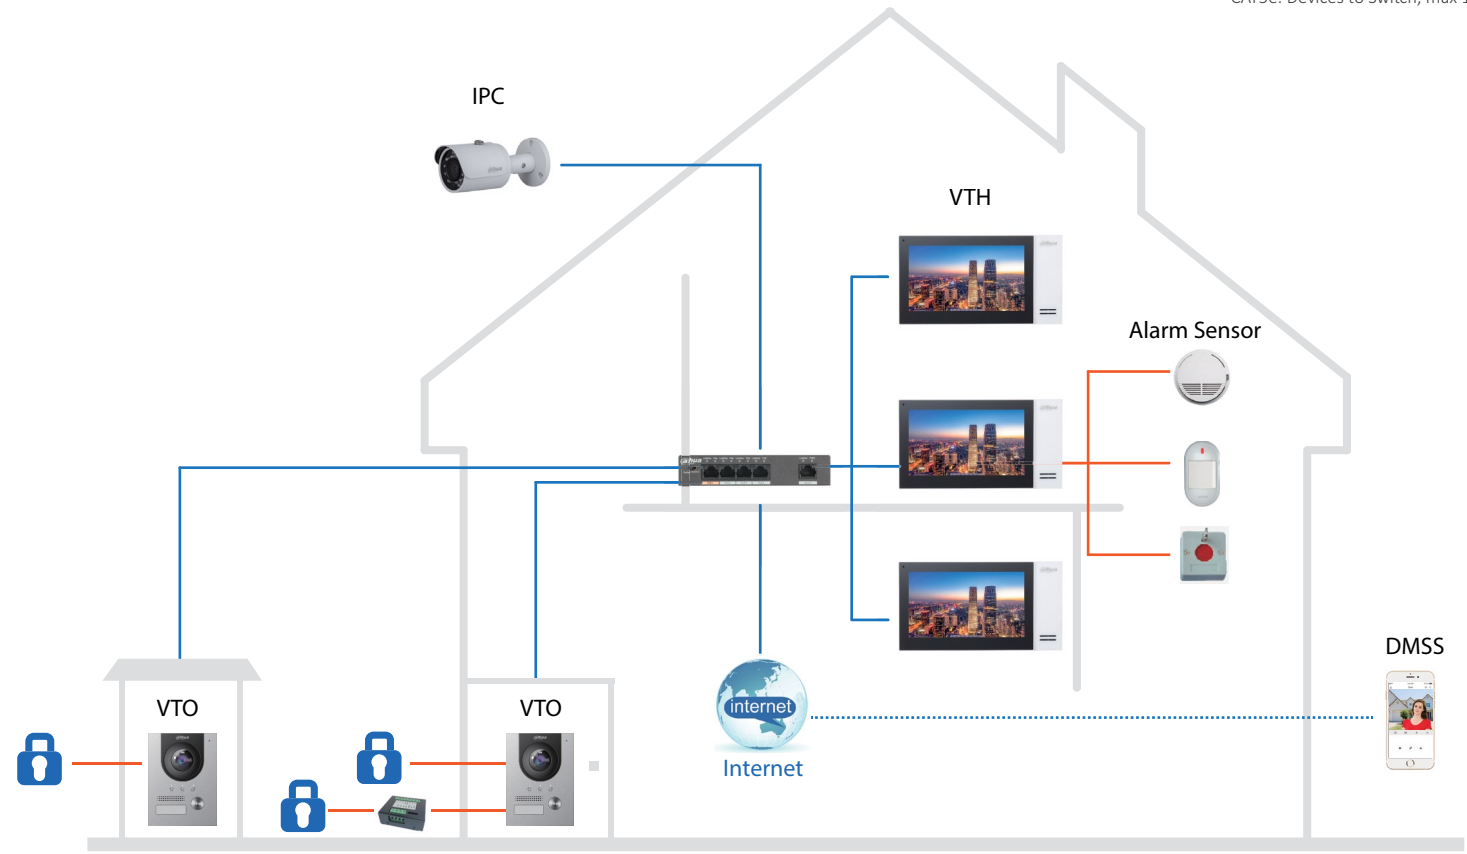 IPC
VTH
Alarm Sensor
DMSS
VTO
VTO
internet
Internet